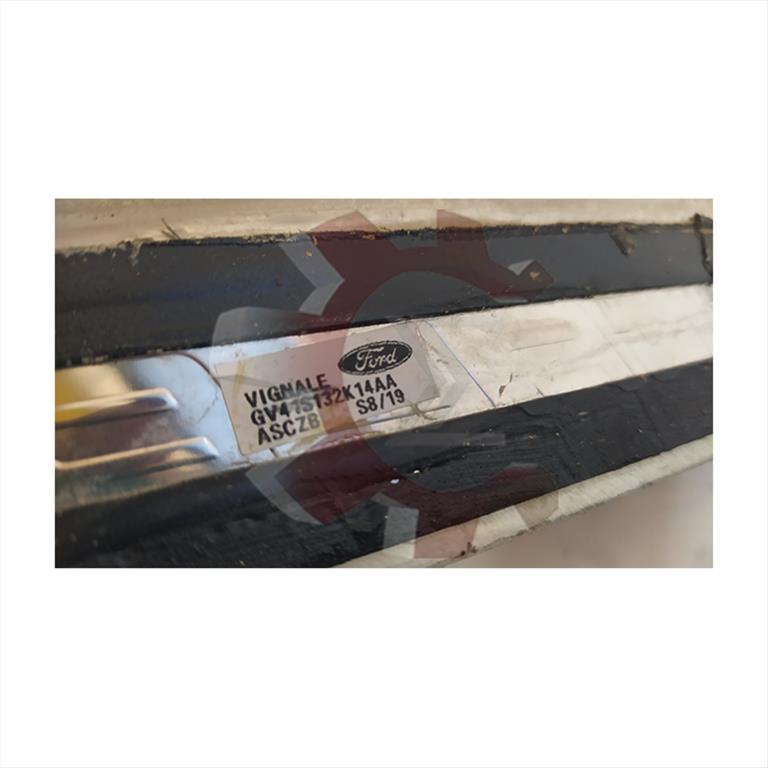 Ford
VIGNALE
GV41S132K14AA
ASCZB S8/19